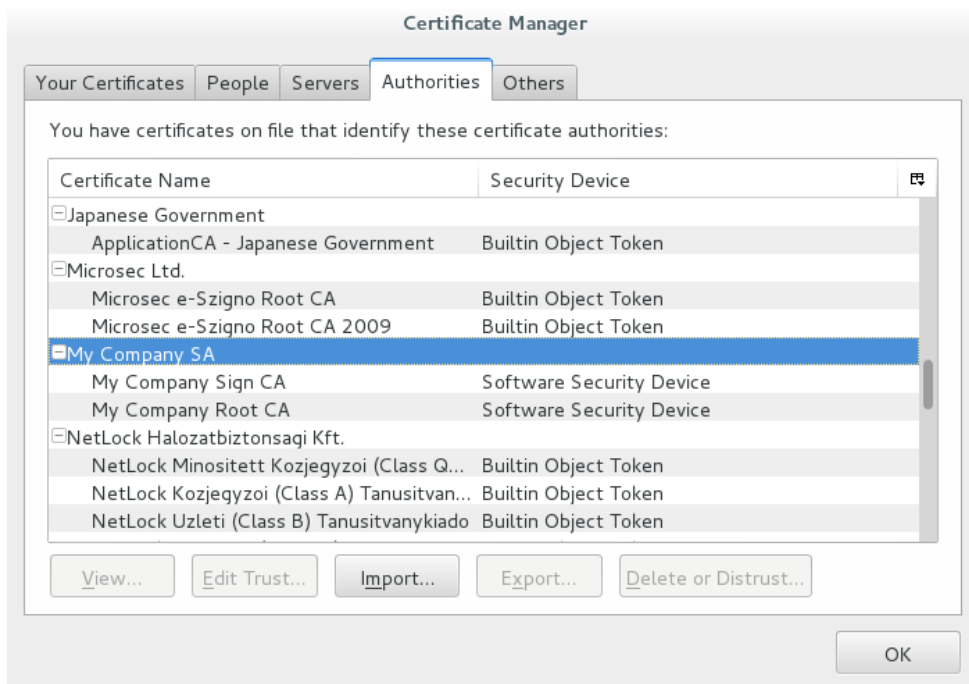 Certificate Manager
Your Certificates People Servers Authorities Others
You have certificates on file that identify these certificate authorities:
Certificate Name Security Device
Japanese Government
ApplicationCA - Japanese Government Builtin Object Token
Microsec Ltd.
Microsec e-Szigno Root CA Builtin Object Token
Microsec e-Szigno Root CA 2009 Builtin Object Token
My Company SA
My Company Sign CA Software Security Device
My Company Root CA Software Security Device
NetLock Halozatbiztonsagi Kft.
NetLock Minositett Kozjegyzoi (Class Q... Builtin Object Token
NetLock Kozjegyzoi (Class A) Tanusitvan... Builtin Object Token
NetLock Uzleti (Class B) Tanusitvanykiado Builtin Object Token
View... Edit Trust... Import... Export... Delete or Distrust...
OK